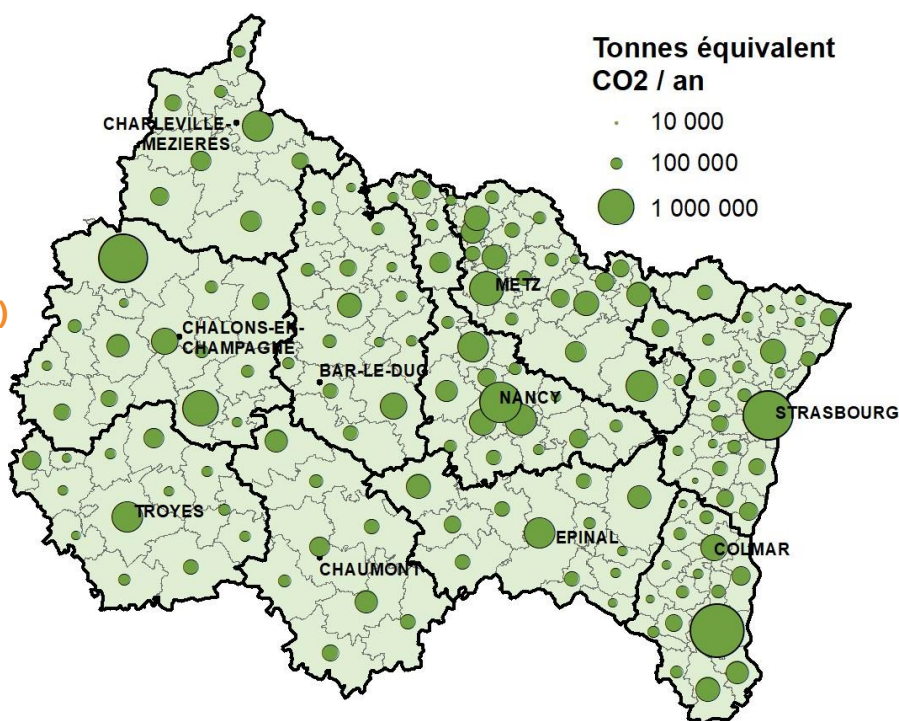 Tonnes équivalent
CO2 / an
10 000
100 000
1 000 000
CHARLEVILLE-
MEZIERES
METZ
)
CHALONS-EN-
CHAMPAGNE
BAR-LE-DUC
NANCY
STRASBOURG
TROYES
EPINAL
COLMAR
CHAUMONT